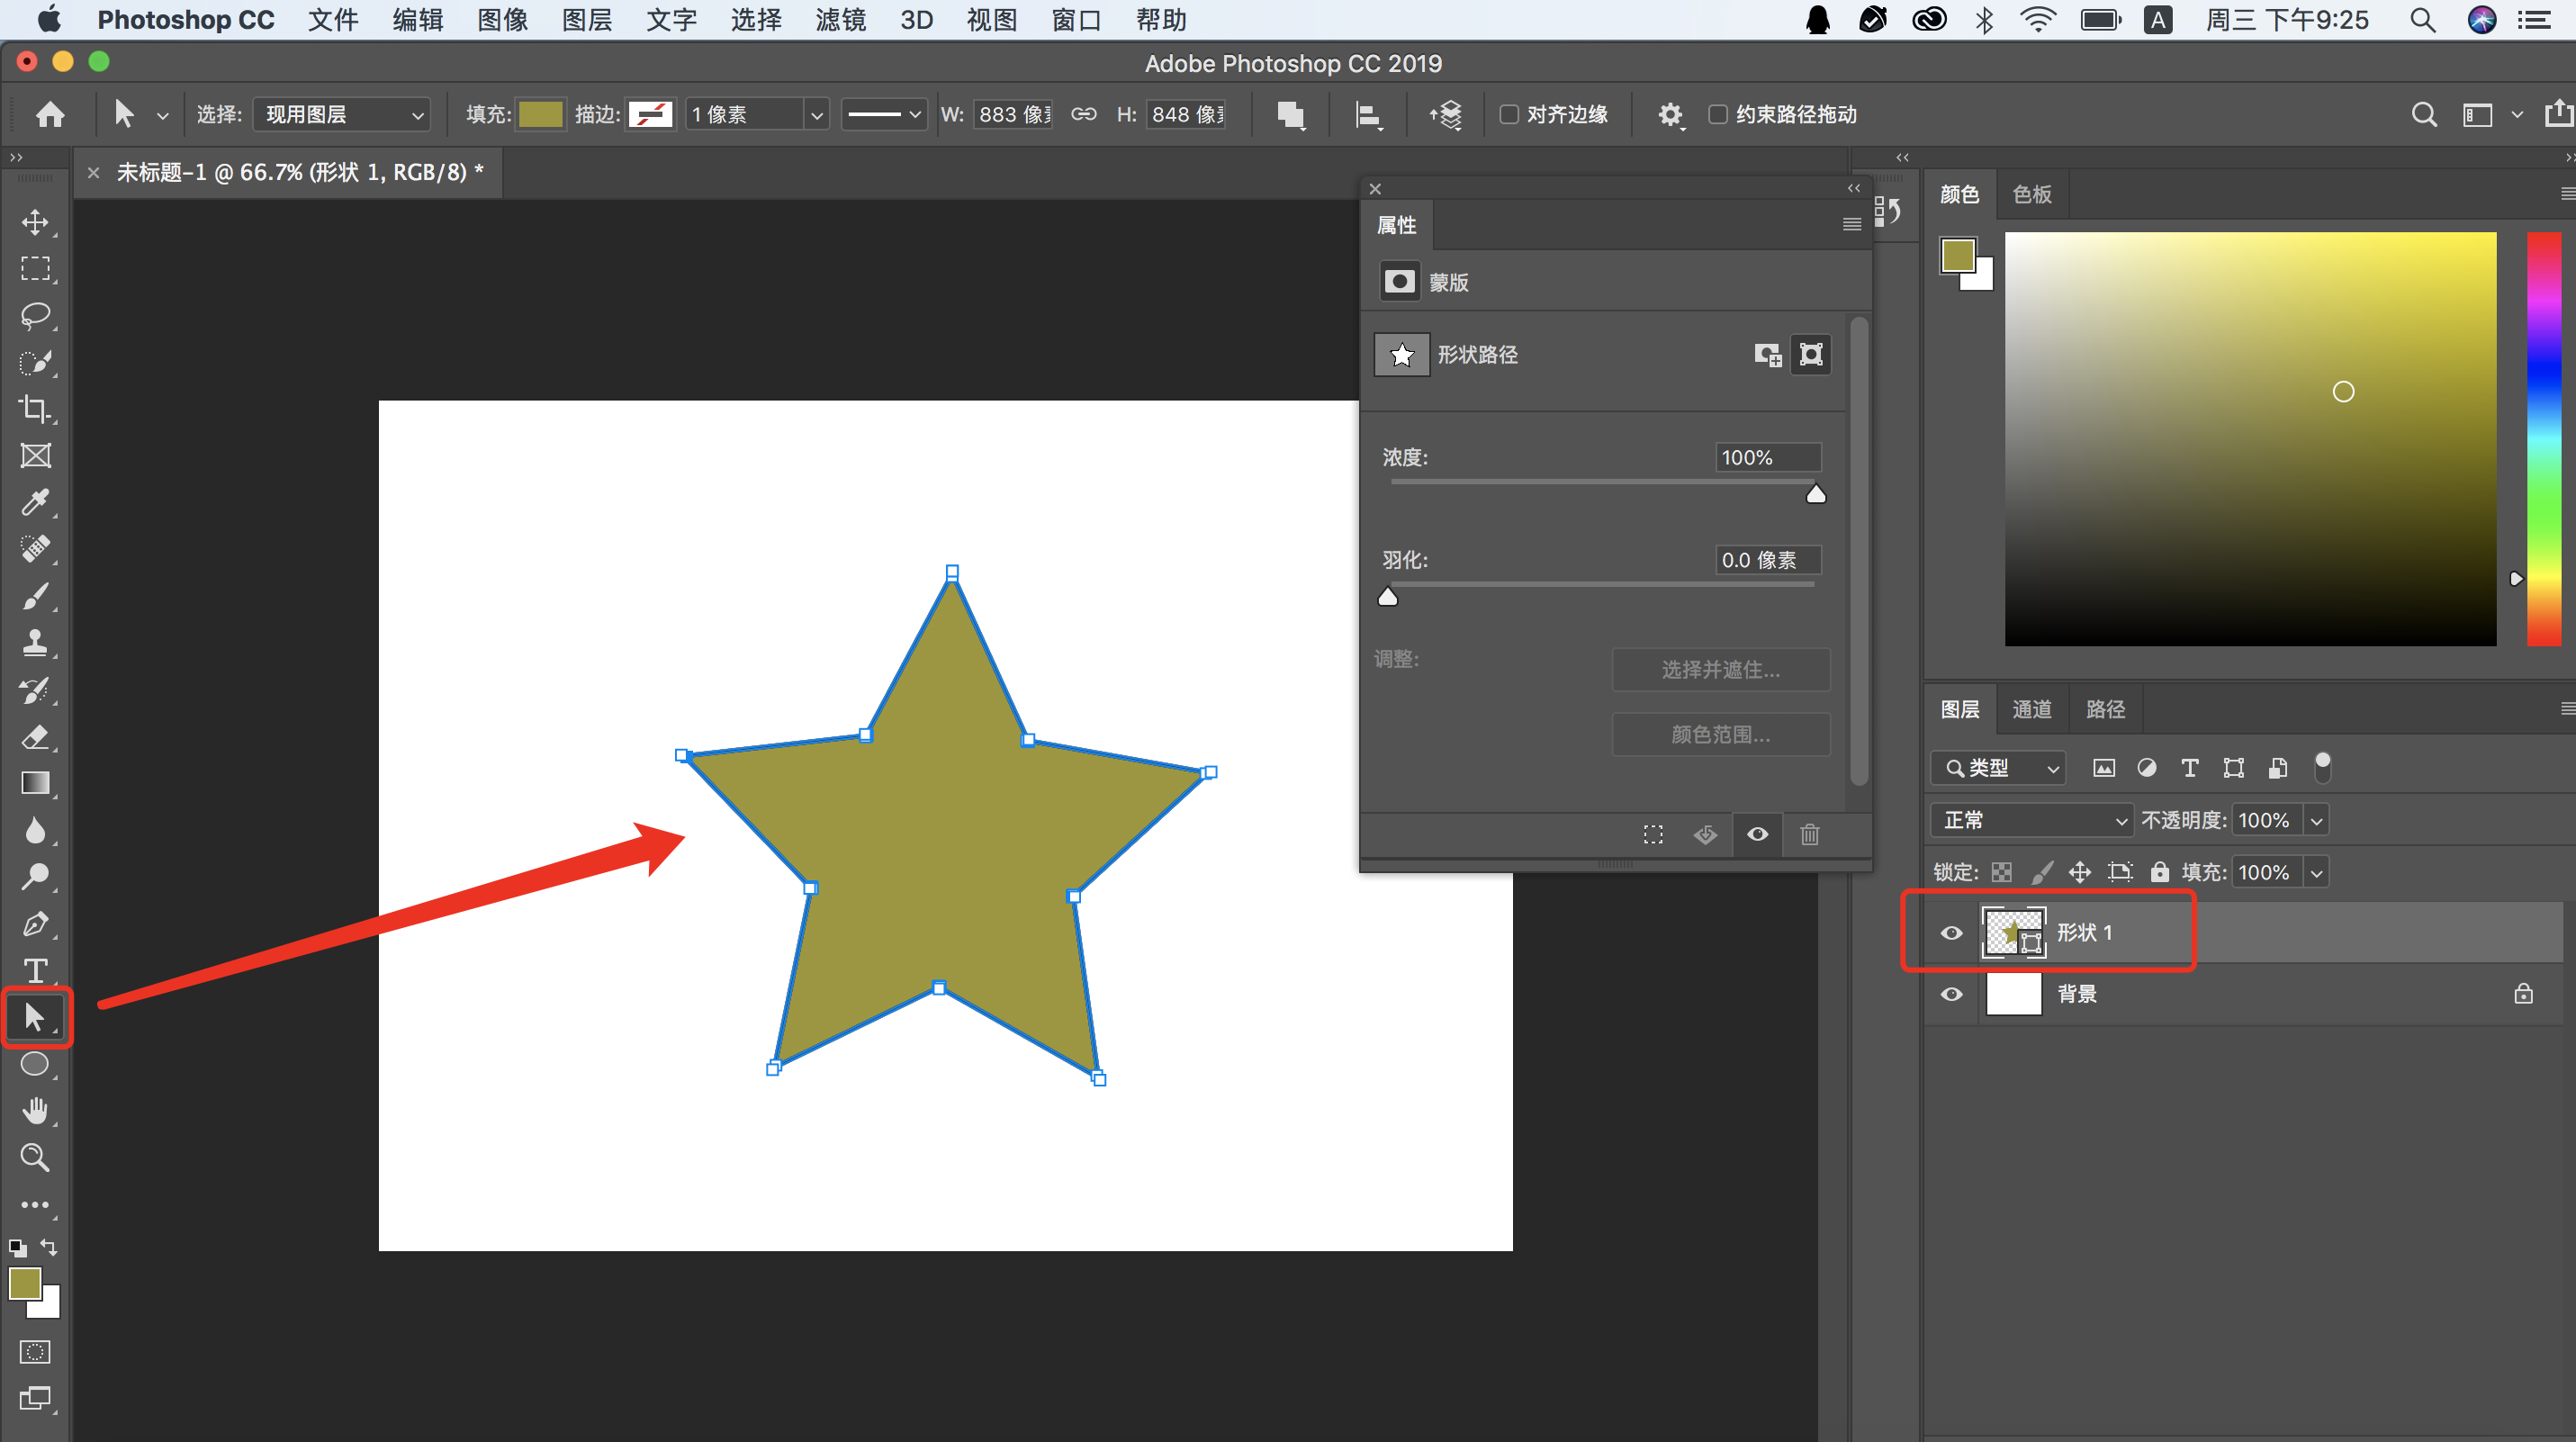 Photoshop CC 文件 编辑 图像 图层 文字 选择 滤镜 3D 视图 窗口 帮助 A 周三 下午9:25
Adobe Photoshop CC 2019
选择: 现用图层 填充: 描边: 1 像素 W: 883 像 H: 848 像 对齐边缘 约束路径拖动
未标题-1 @ 66.7% (形状 1, RGB/8) *
属性
蒙版
形状路径
浓度: 100%
羽化: 0.0 像素
调整: 选择并遮住...
颜色范围...
颜色 色板
图层 通道 路径
类型
正常 不透明度: 100%
锁定: 填充: 100%
形状 1
背景